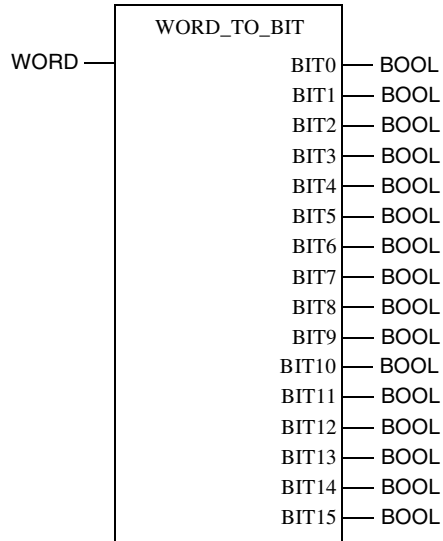 WORD_TO_BIT
WORD
BIT0 BOOL
BIT1 BOOL
BIT2 BOOL
BIT3 BOOL
BIT4 BOOL
BIT5 BOOL
BIT6 BOOL
BIT7 BOOL
BIT8 BOOL
BIT9 BOOL
BIT10 BOOL
BIT11 BOOL
BIT12 BOOL
BIT13 BOOL
BIT14 BOOL
BIT15 BOOL